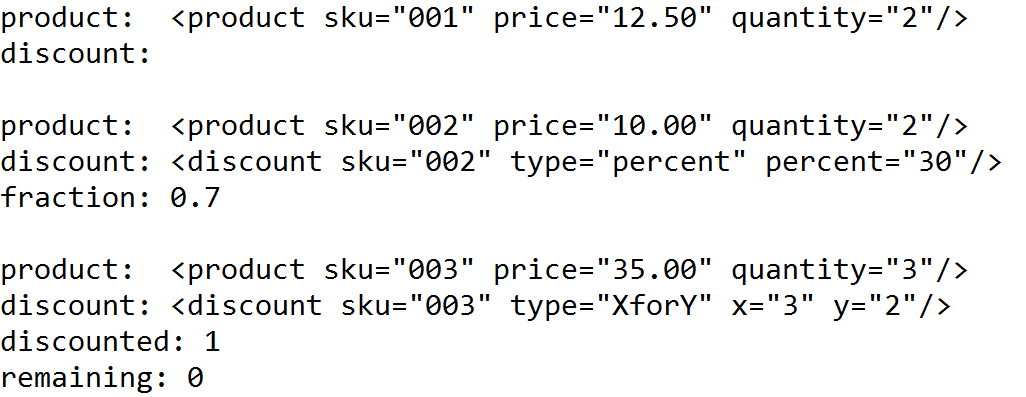 product:  <product sku="001" price="12.50" quantity="2"/>
discount:

product:  <product sku="002" price="10.00" quantity="2"/>
discount: <discount sku="002" type="percent" percent="30"/>
fraction: 0.7

product:  <product sku="003" price="35.00" quantity="3"/>
discount: <discount sku="003" type="XforY" x="3" y="2"/>
discounted: 1
remaining: 0